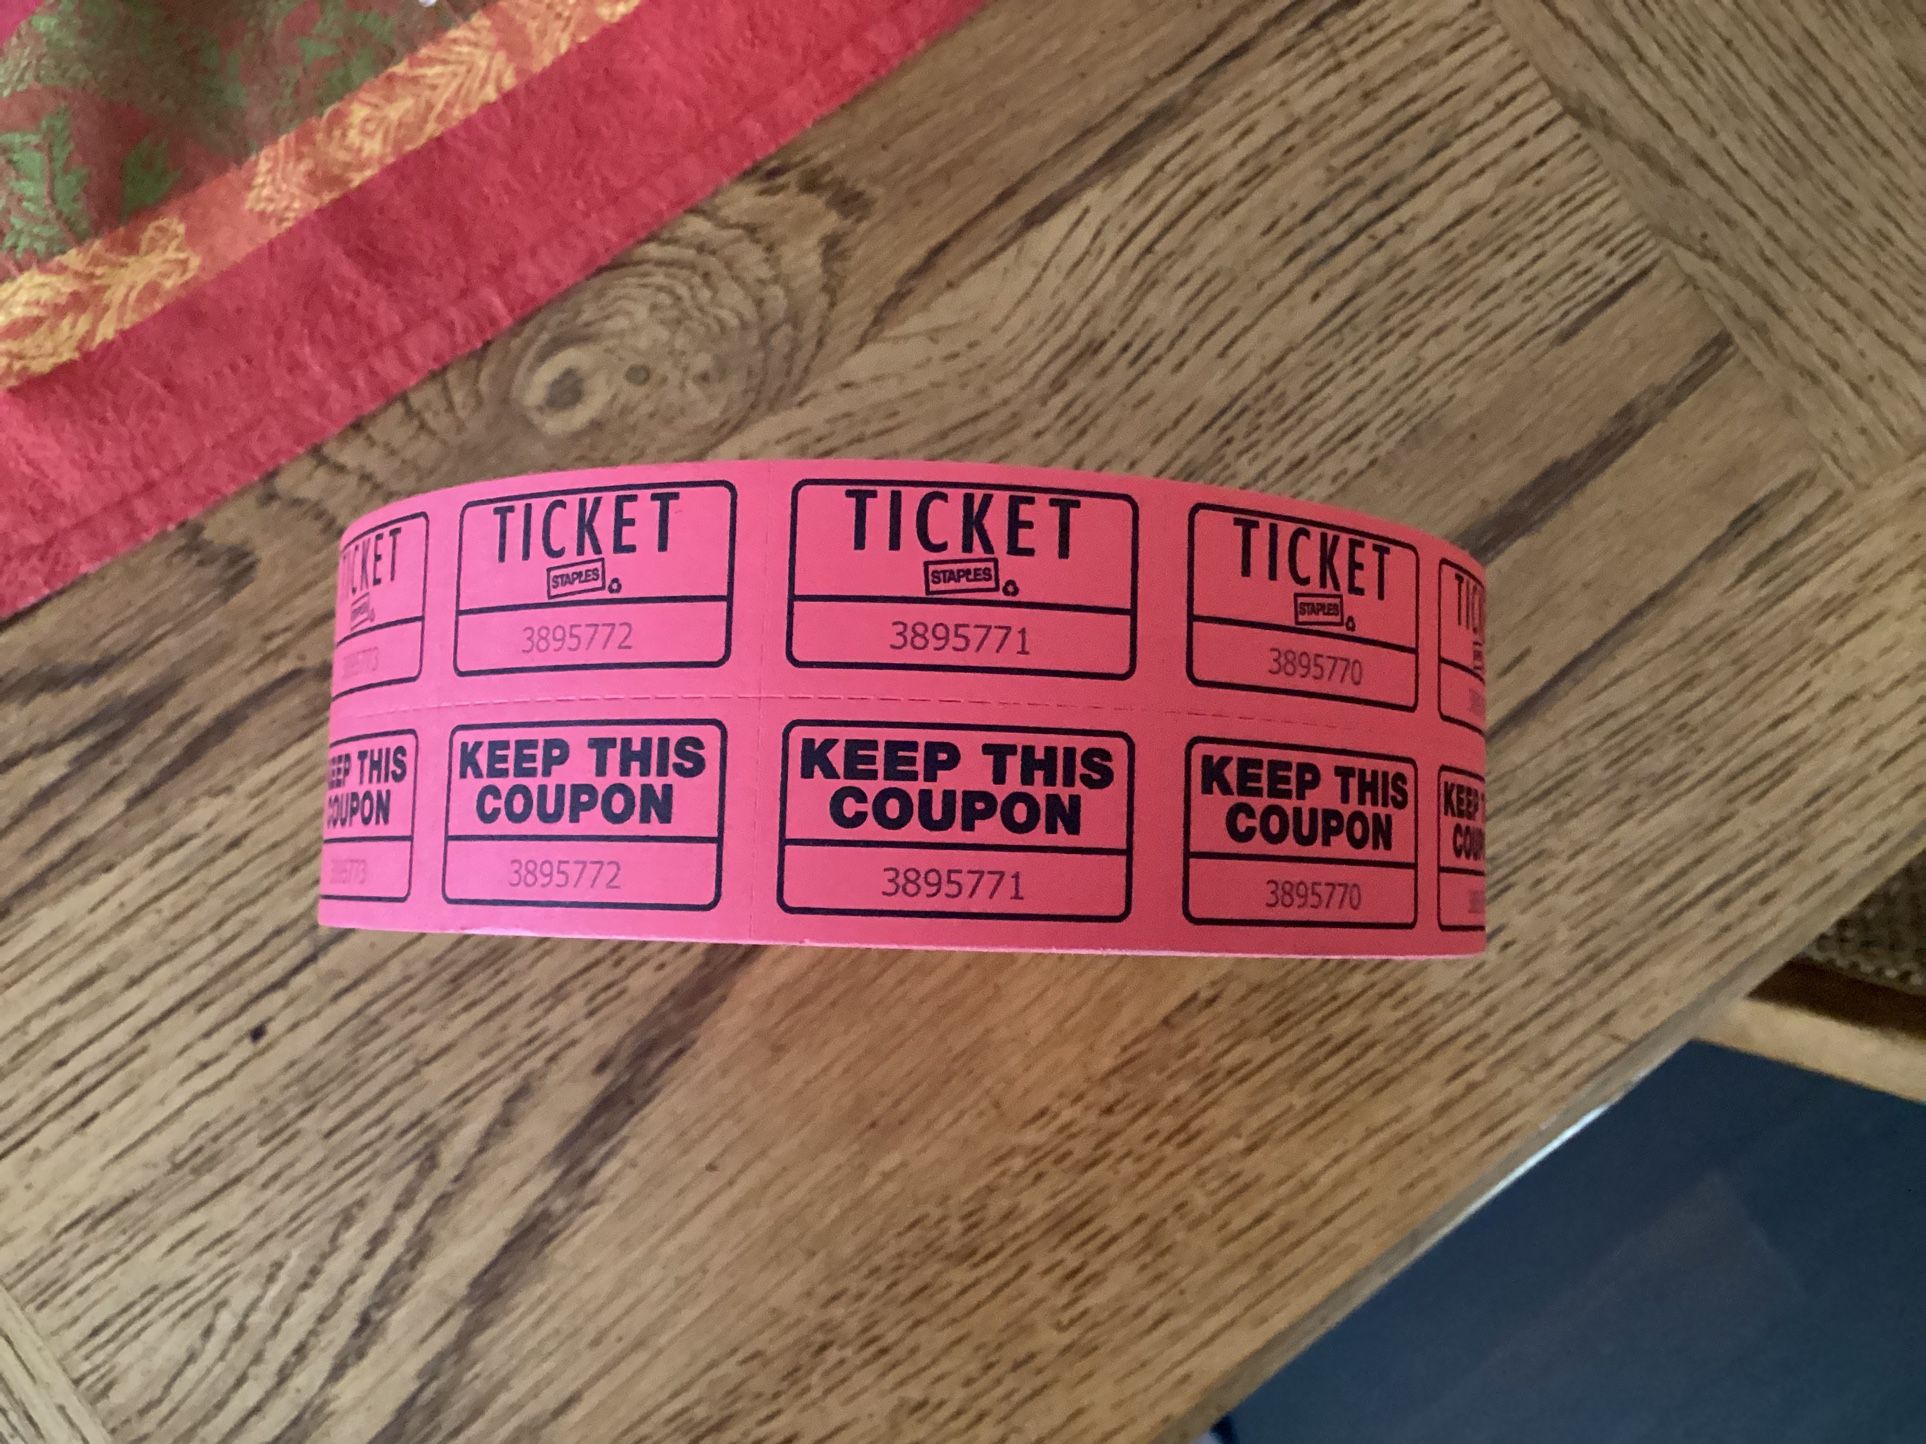 TICKET TICKET TICKET TICKET
STAPLES STAPLES STAPLES
3895772 3895771 3895770
KEEP THIS KEEP THIS KEEP THIS
COUPON COUPON COUPON
3895772 3895771 3895770